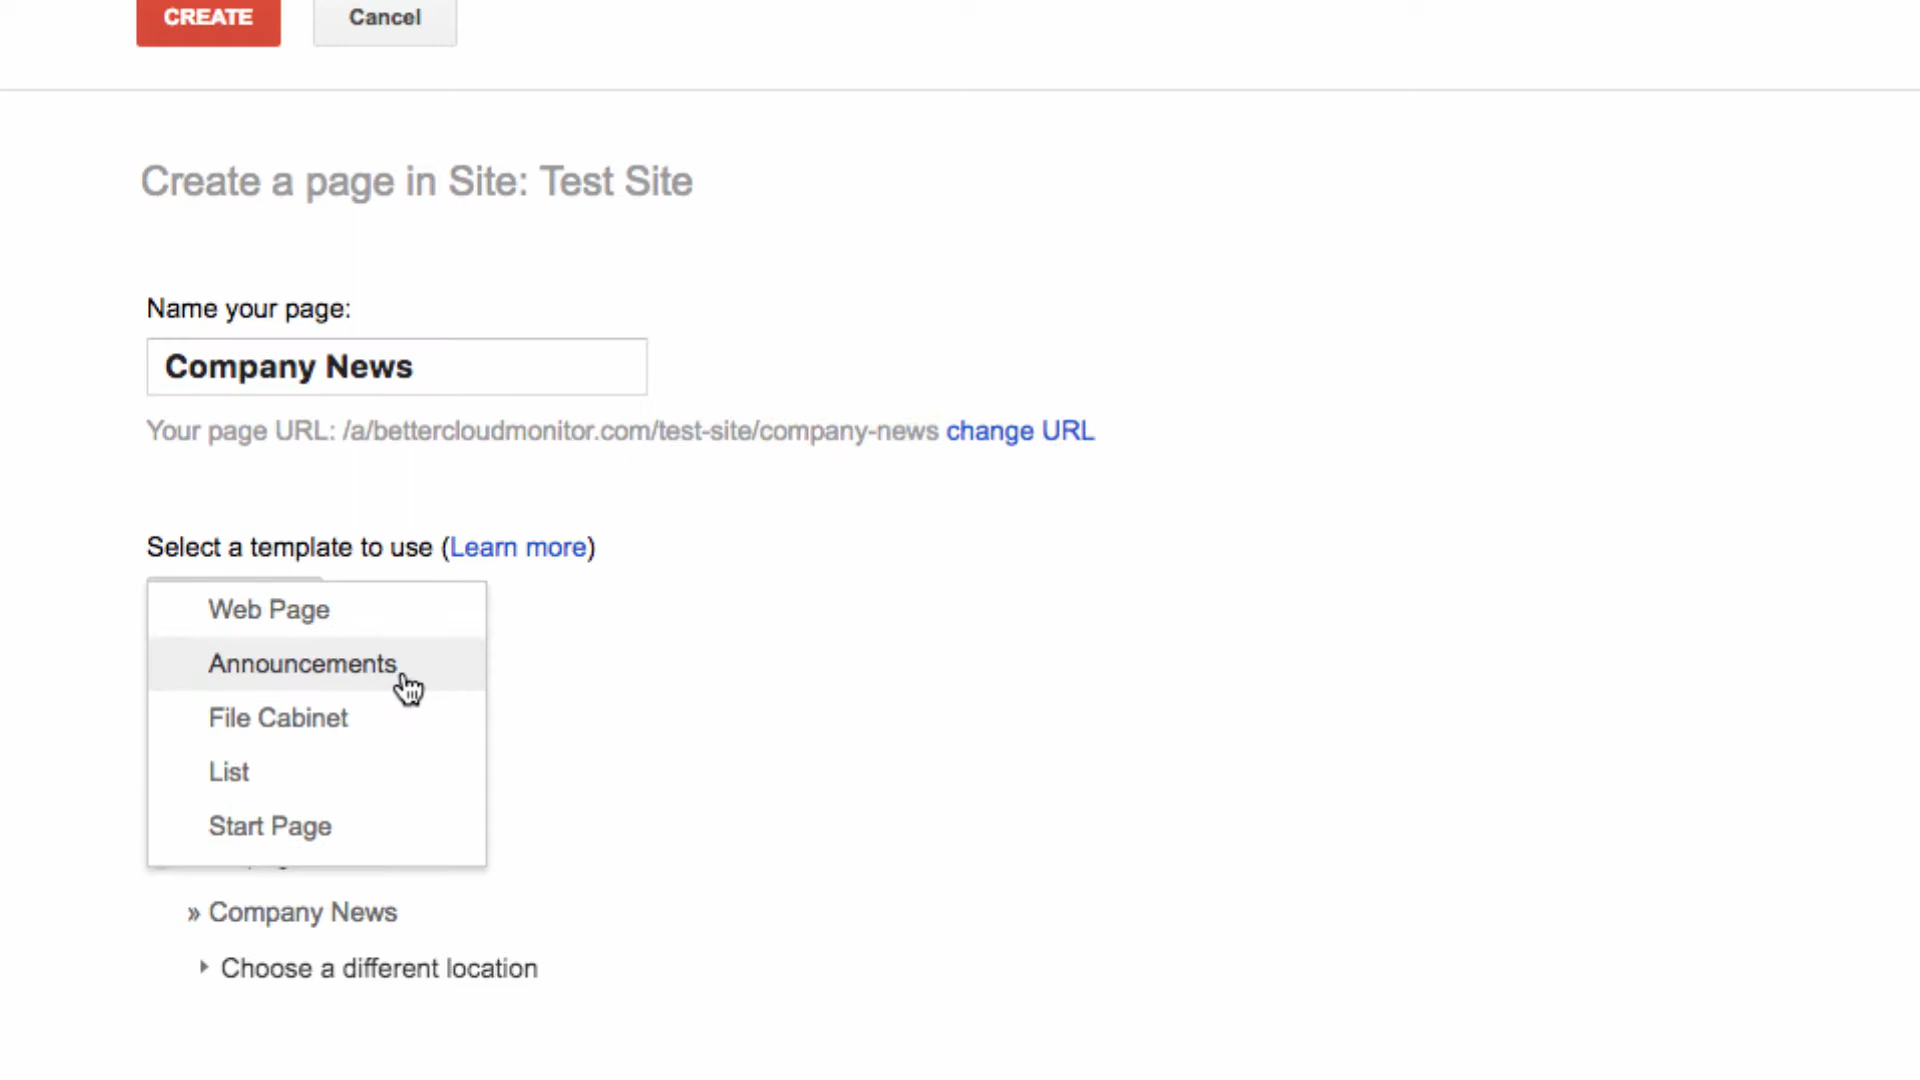 CREATE Cancel
Create a page in Site: Test Site
Name your page:
Company News
Your page URL: /a/bettercloudmonitor.com/test-site/company-news change URL
Select a template to use (Learn more)
Web Page
Announcements
File Cabinet
List
Start Page
» Company News
Choose a different location